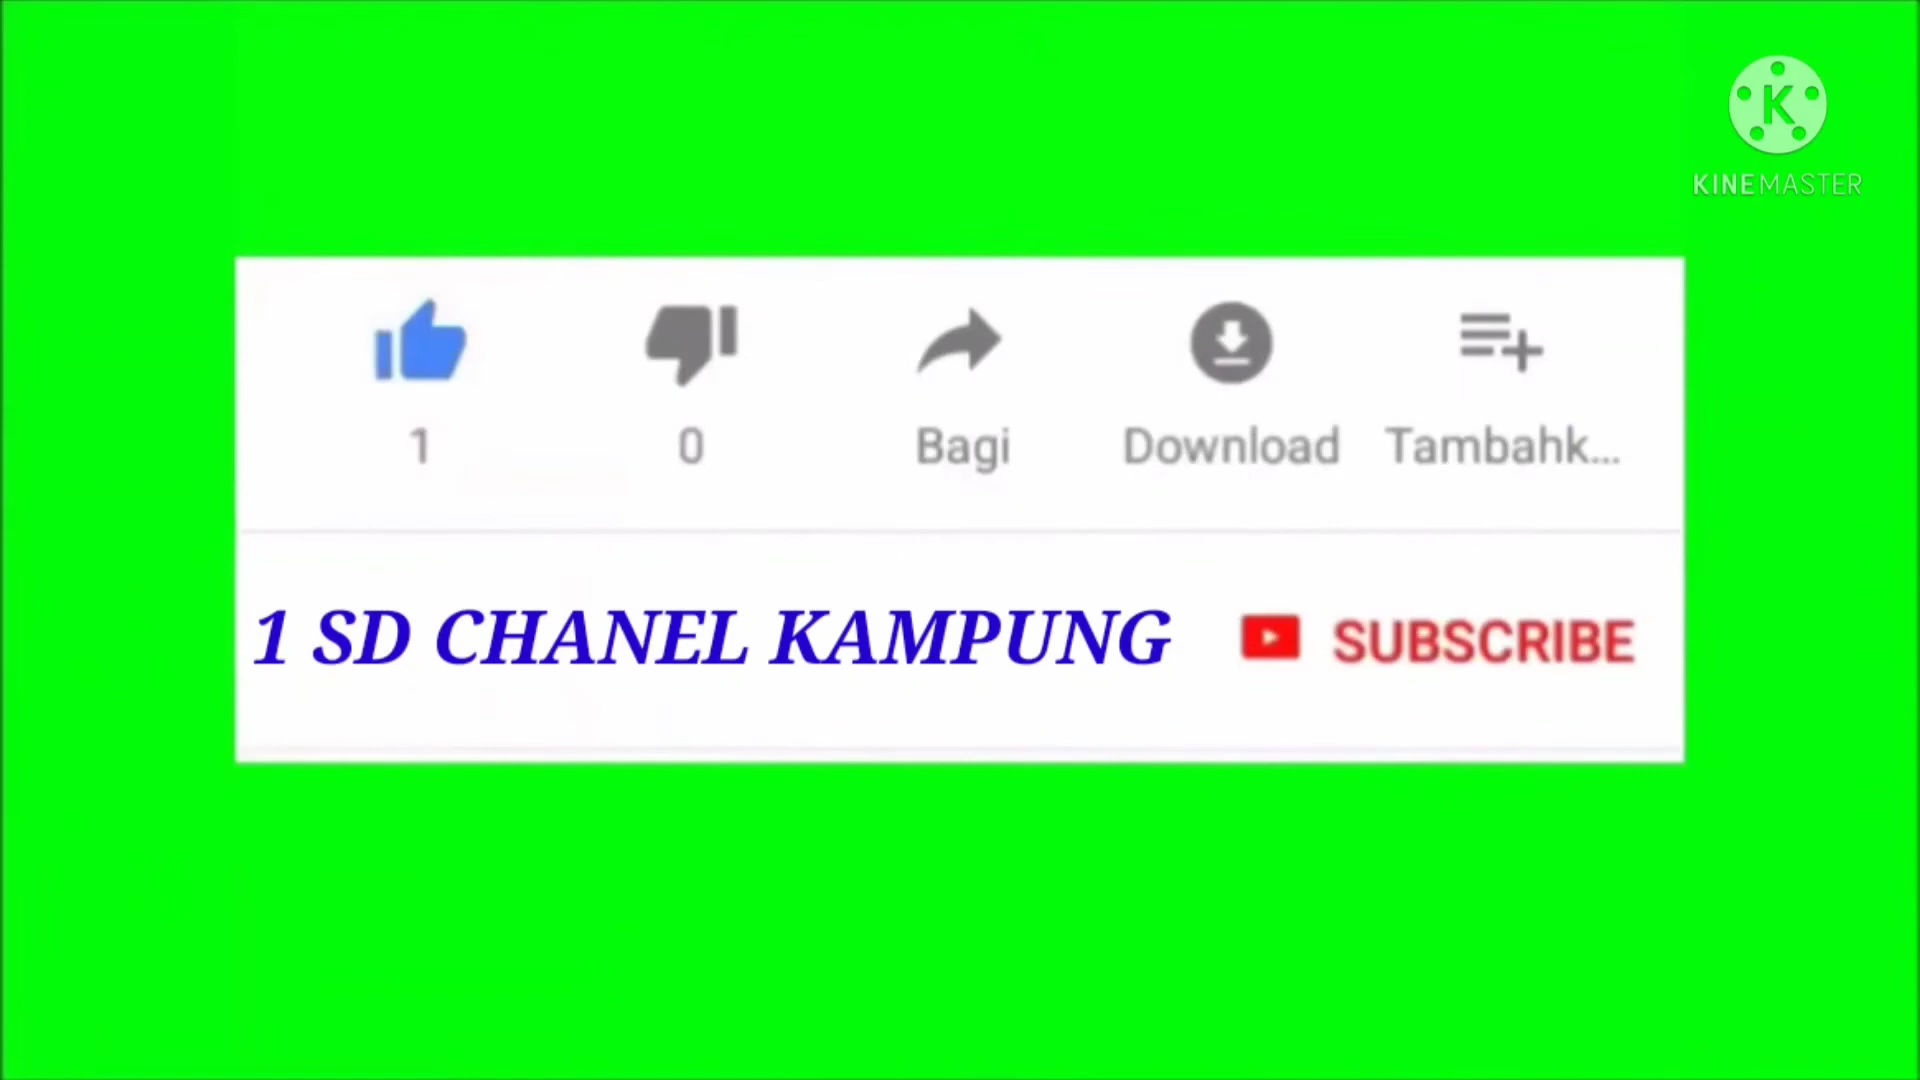 K
KINEMASTER
1 0 Bagi Download Tambahk...
1 SD CHANEL KAMPUNG SUBSCRIBE